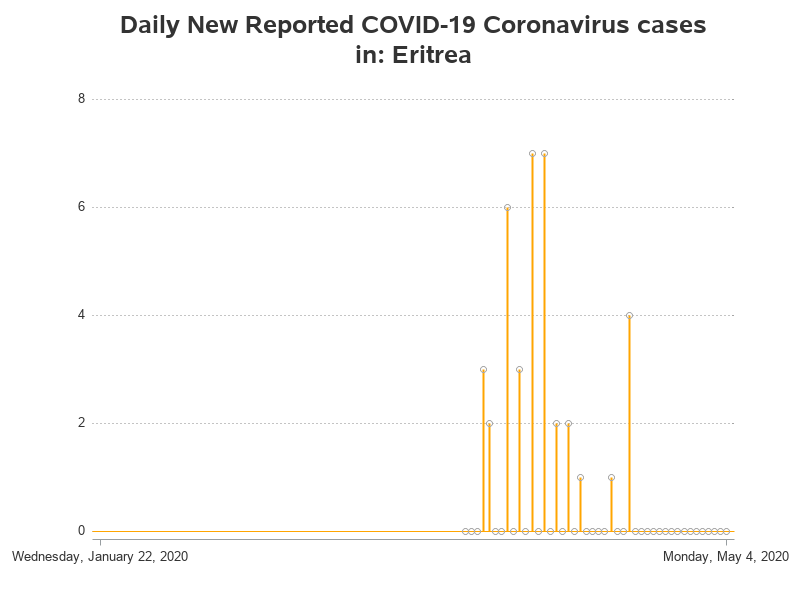 Daily New Reported COVID-19 Coronavirus cases
in: Eritrea
8
6
4
2
0
Wednesday, January 22, 2020 Monday, May 4, 2020